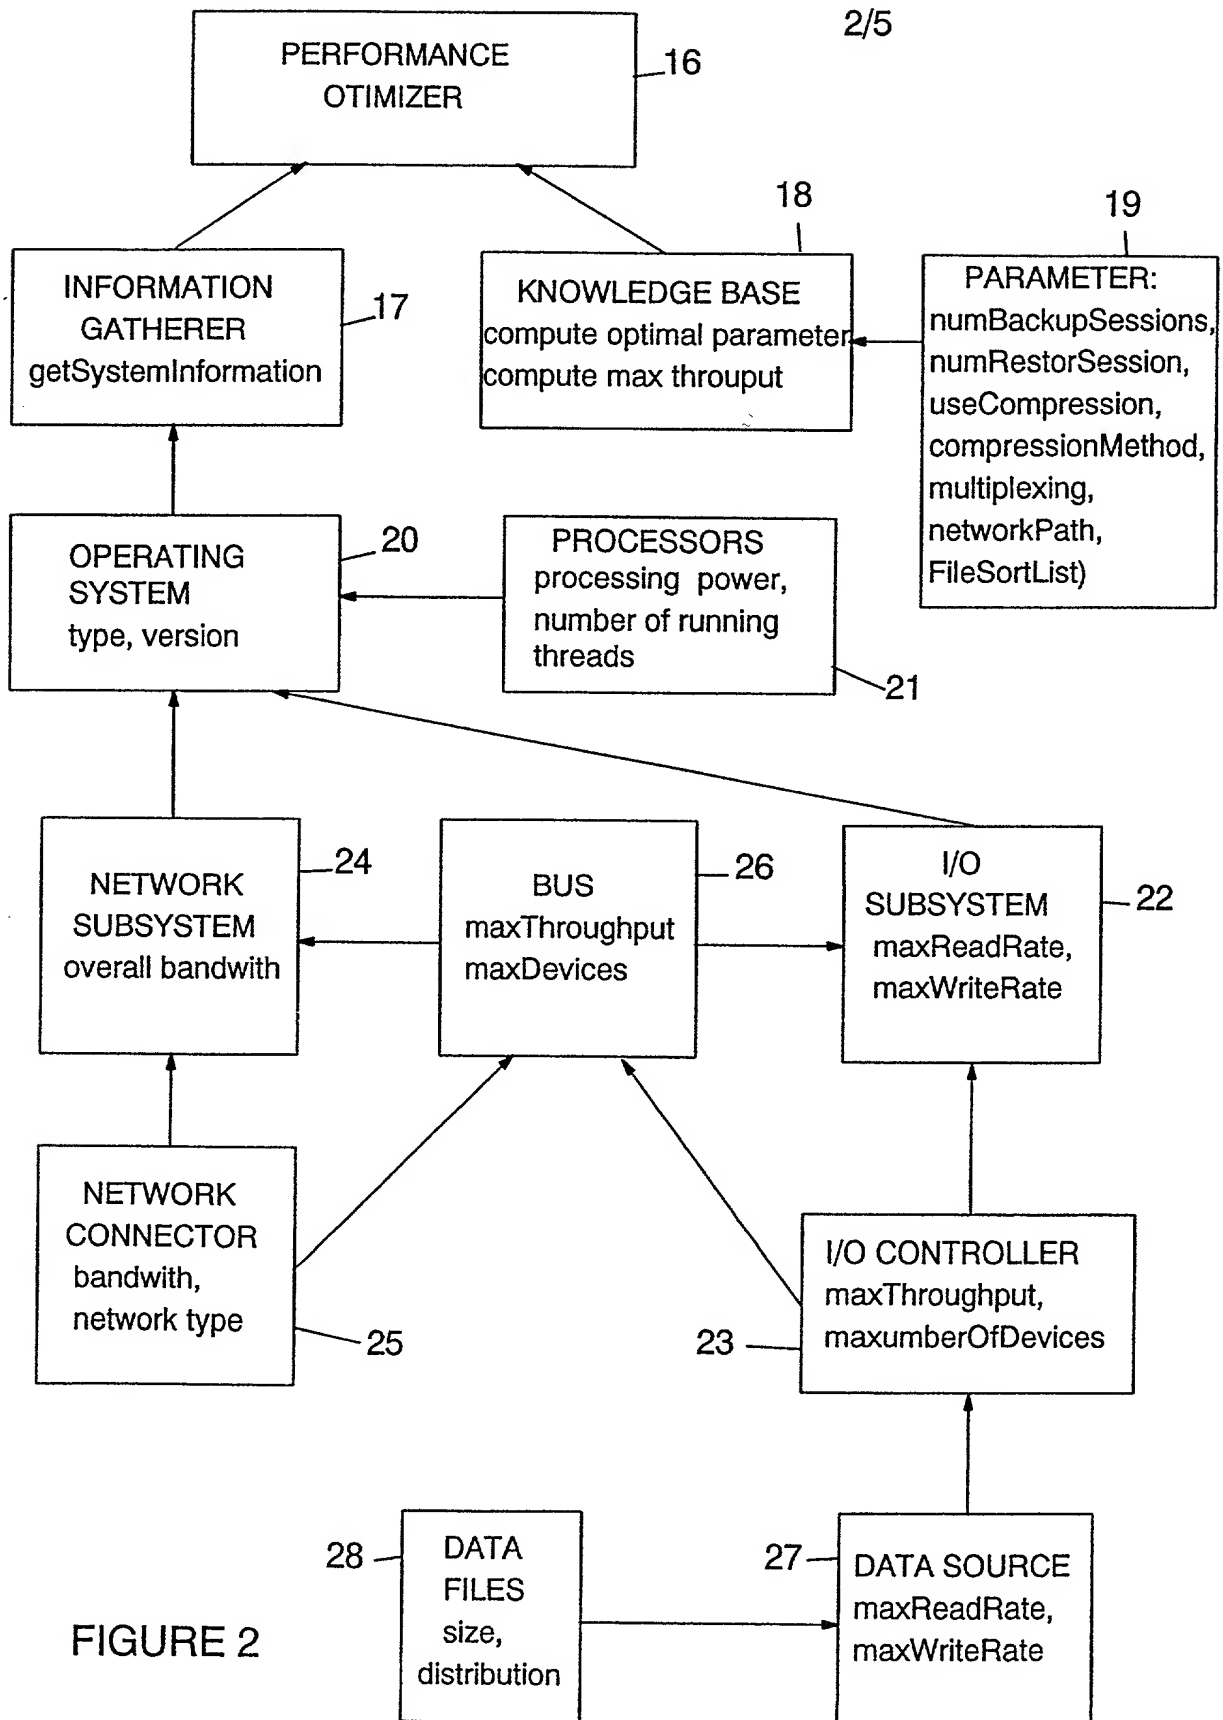 2/5
PERFORMANCE
OTIMIZER
16
18
19
INFORMATION
GATHERER
getSystemInformation
17
KNOWLEDGE BASE
compute optimal parameter
compute max throuput
PARAMETER:
numBackupSessions,
numRestorSession,
useCompression,
compressionMethod,
multiplexing,
networkPath,
FileSortList)
OPERATING
SYSTEM
type, version
20
PROCESSORS
processing power,
number of running
threads
21
NETWORK
SUBSYSTEM
overall bandwith
24
BUS
maxThroughput
maxDevices
26
I/O
SUBSYSTEM
maxReadRate,
maxWriteRate
22
NETWORK
CONNECTOR
bandwith,
network type
25
I/O CONTROLLER
maxThroughput,
maxumberOfDevices
23
28
DATA
FILES
size,
distribution
27
DATA SOURCE
maxReadRate,
maxWriteRate
FIGURE 2